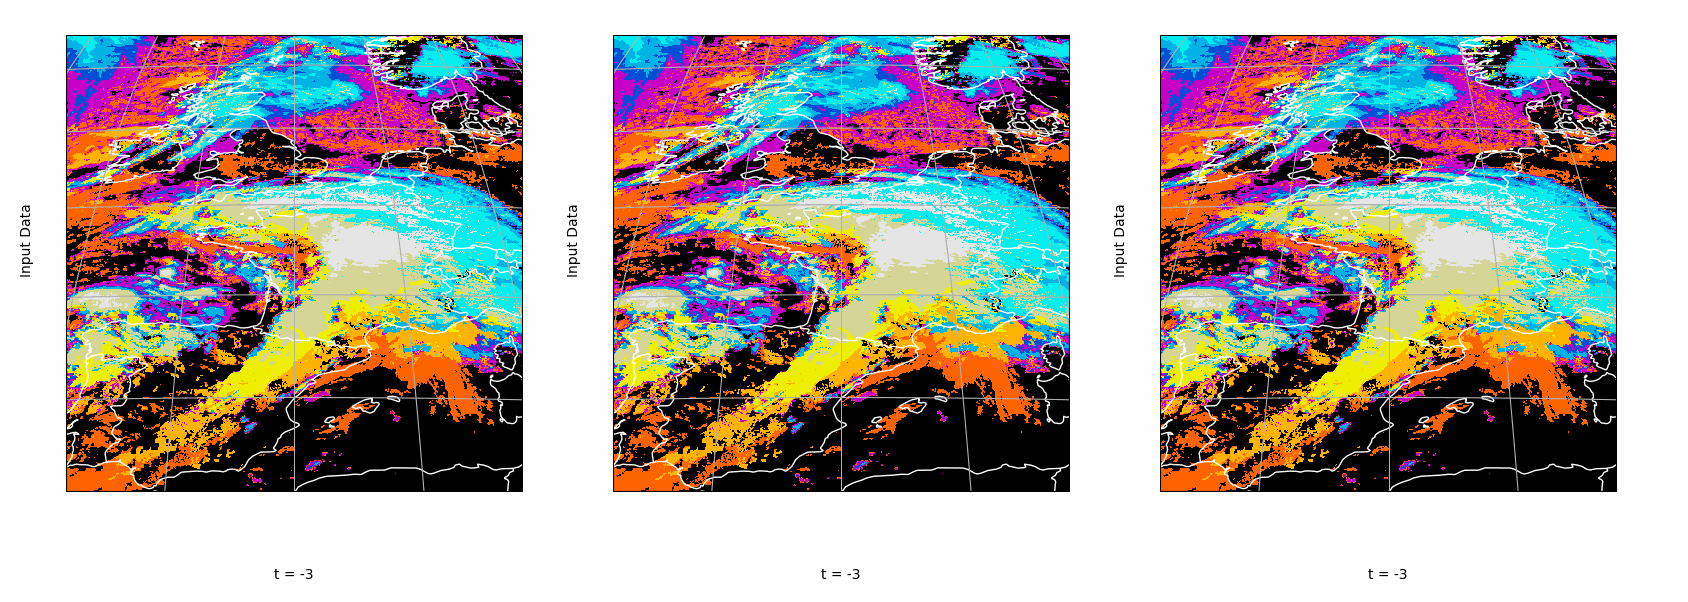 Input Data
t = -3
Input Data
t = -3
Input Data
t = -3